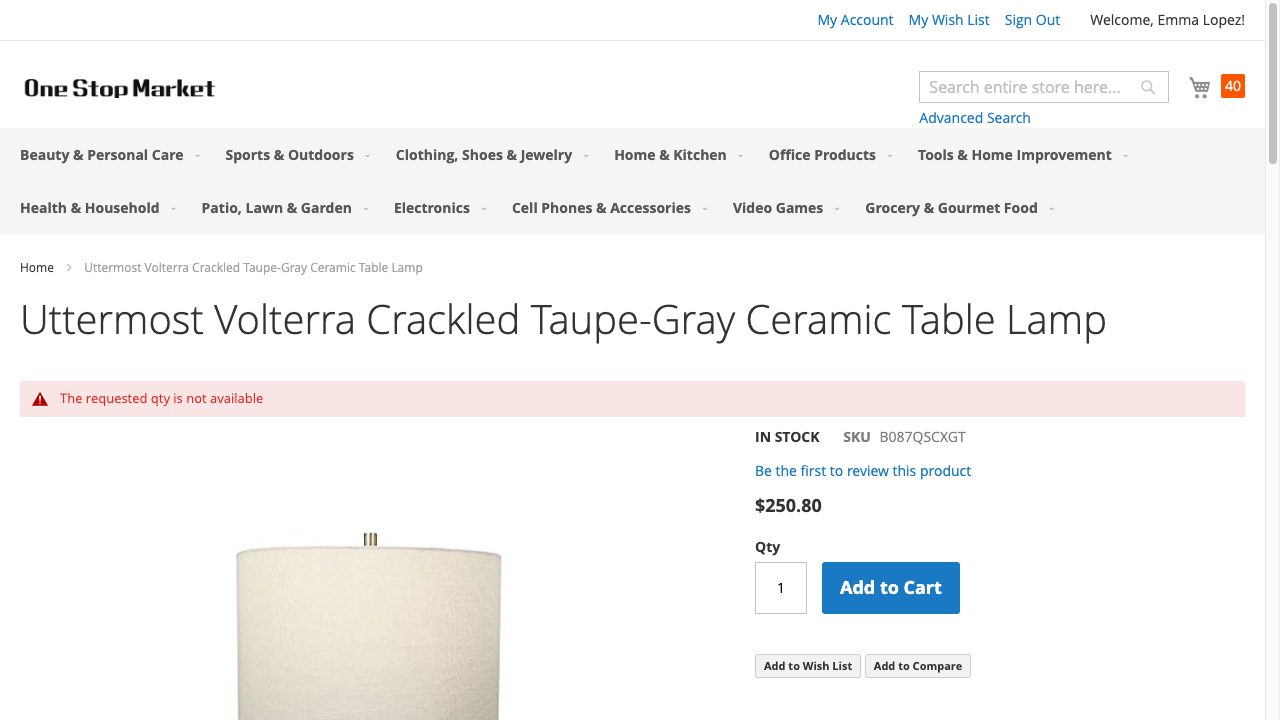 My Account My Wish List Sign Out Welcome, Emma Lopez!
One Stop Market
Search entire store here...
40
Advanced Search
Beauty & Personal Care Sports & Outdoors Clothing, Shoes & Jewelry Home & Kitchen Office Products Tools & Home Improvement
Health & Household Patio, Lawn & Garden Electronics Cell Phones & Accessories Video Games Grocery & Gourmet Food
Home Uttermost Volterra Crackled Taupe-Gray Ceramic Table Lamp
Uttermost Volterra Crackled Taupe-Gray Ceramic Table Lamp
The requested qty is not available
IN STOCK SKU B087QSCXGT
Be the first to review this product
$250.80
Qty
1 Add to Cart
Add to Wish List Add to Compare